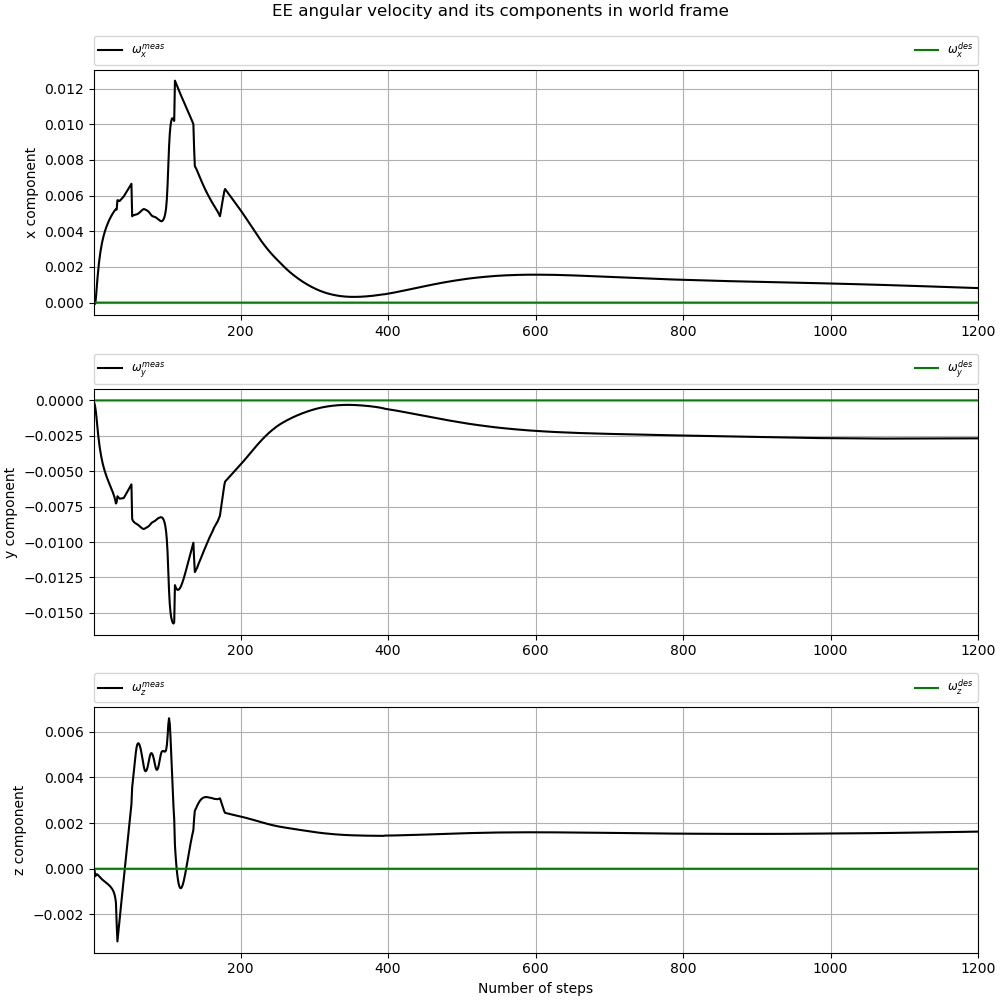 EE angular velocity and its components in world frame
ω_x^meas ω_x^des
0.012
0.010
0.008
0.006
0.004
0.002
0.000
x component
200 400 600 800 1000 1200
ω_y^meas ω_y^des
0.0000
−0.0025
−0.0050
−0.0075
−0.0100
−0.0125
−0.0150
y component
200 400 600 800 1000 1200
ω_z^meas ω_z^des
0.006
0.004
0.002
0.000
−0.002
z component
200 400 600 800 1000 1200
Number of steps